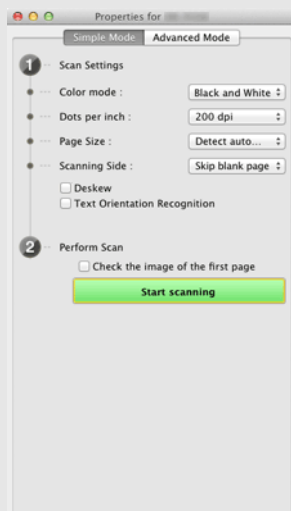 Properties for
Simple Mode Advanced Mode
1 Scan Settings
Color mode : Black and White
Dots per inch : 200 dpi
Page Size : Detect auto...
Scanning Side : Skip blank page
Deskew
Text Orientation Recognition
2 Perform Scan
Check the image of the first page
Start scanning